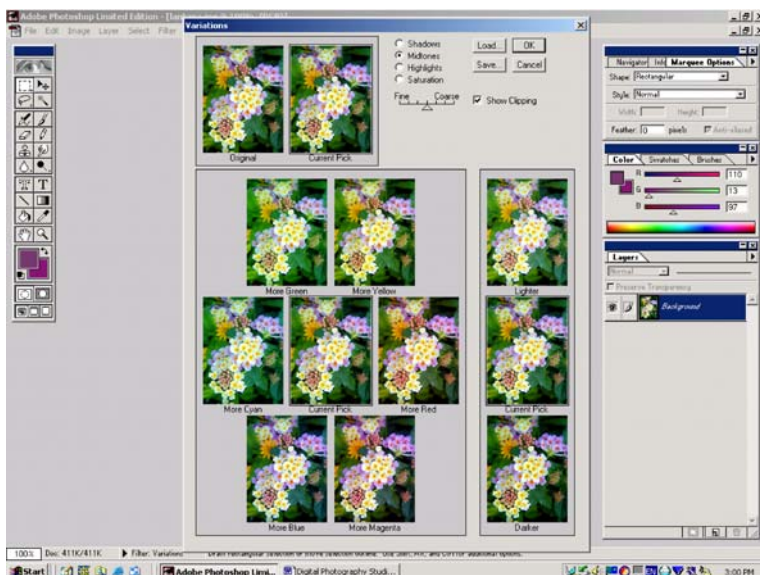 Adobe Photoshop Limited Edition
File Edit Image Layer Select Filter
Variations
Original
Current Pick
Shadows
Midtones
Highlights
Saturation
Fine Coarse
Load...
OK
Save...
Cancel
Show Clipping
More Green
More Yellow
Lighter
More Cyan
Current Pick
More Red
Current Pick
More Blue
More Magenta
Darker
Navigator Info Marquee Options
Shape: Rectangular
Style: Normal
Width: Height:
Feather: 0 pixels Anti-aliased
Color Swatches Brushes
R 110
G 13
B 97
Layers
Normal
Preserve Transparency
Background
100% Doc: 411K/411K Filter: Variations
Start
Adobe Photoshop Limi...
Digital Photography Studi...
3:00 PM